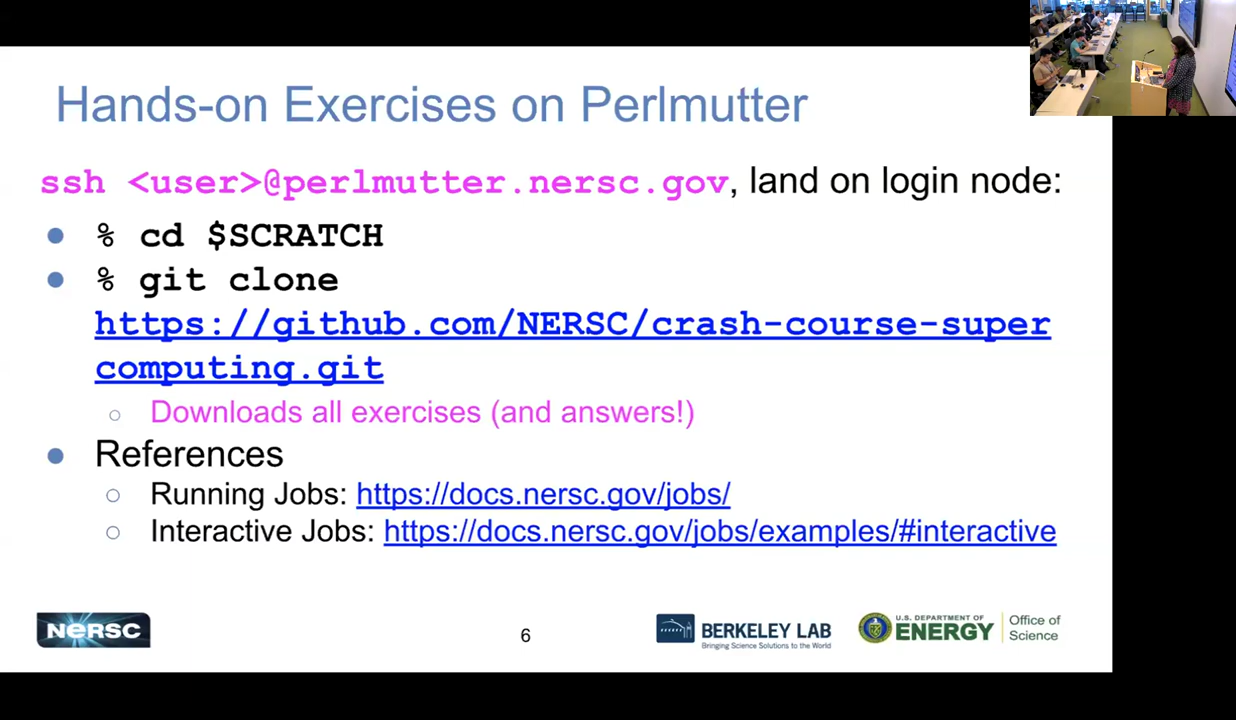 Hands-on Exercises on Perlmutter
ssh <user>@perlmutter.nersc.gov, land on login node:
● % cd $SCRATCH
● % git clone
https://github.com/NERSC/crash-course-super
computing.git
○ Downloads all exercises (and answers!)
● References
○ Running Jobs: https://docs.nersc.gov/jobs/
○ Interactive Jobs: https://docs.nersc.gov/jobs/examples/#interactive
NERSC
6
BERKELEY LAB
Bringing Science Solutions to the World
U.S. DEPARTMENT OF
ENERGY
Office of
Science